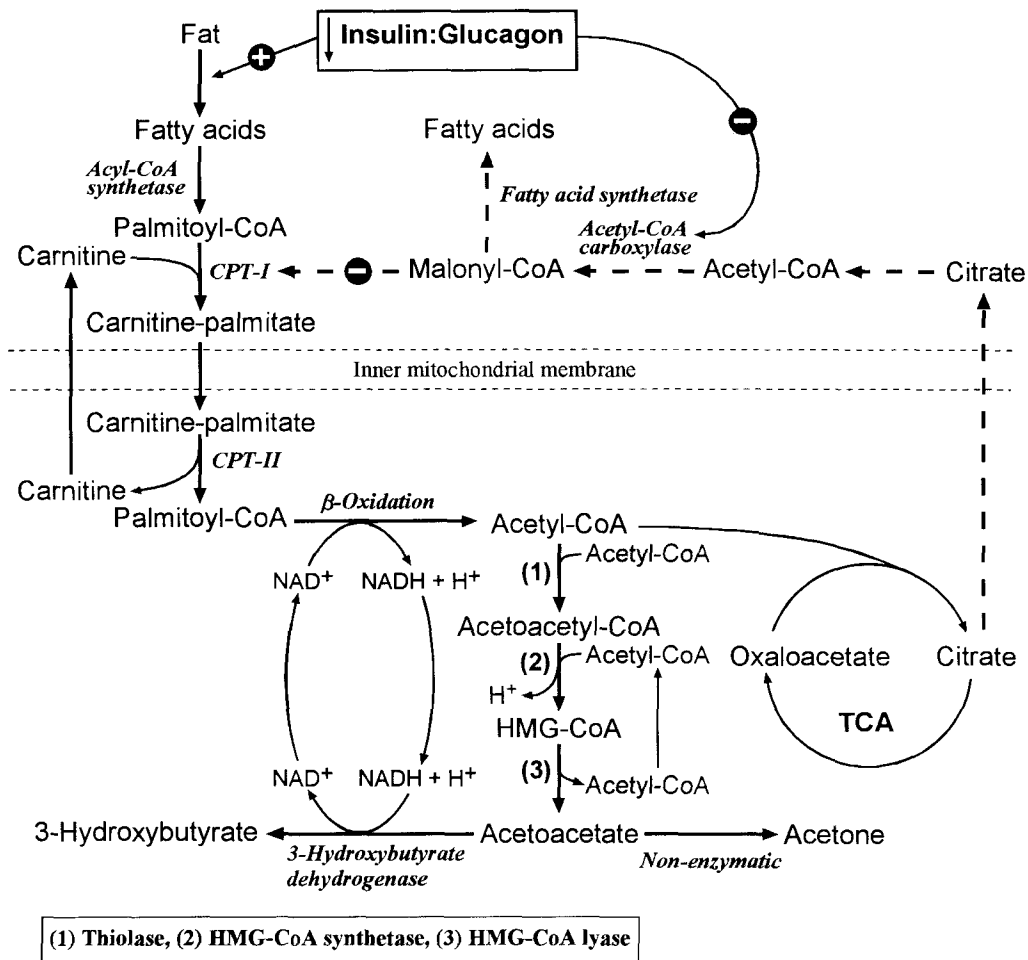 Fat
↓ Insulin:Glucagon
+
−
Fatty acids
Fatty acids
Acyl-CoA
synthetase
Fatty acid synthetase
Palmitoyl-CoA
Acetyl-CoA
carboxylase
Carnitine
CPT-I
−
Malonyl-CoA
Acetyl-CoA
Citrate
Carnitine-palmitate
Inner mitochondrial membrane
Carnitine-palmitate
CPT-II
Carnitine
Palmitoyl-CoA
β-Oxidation
Acetyl-CoA
(1)
Acetyl-CoA
NAD+
NADH + H+
Acetoacetyl-CoA
(2)
Acetyl-CoA
H+
Oxaloacetate
Citrate
TCA
HMG-CoA
(3)
Acetyl-CoA
NAD+
NADH + H+
3-Hydroxybutyrate
Acetoacetate
Acetone
3-Hydroxybutyrate
dehydrogenase
Non-enzymatic
(1) Thiolase, (2) HMG-CoA synthetase, (3) HMG-CoA lyase